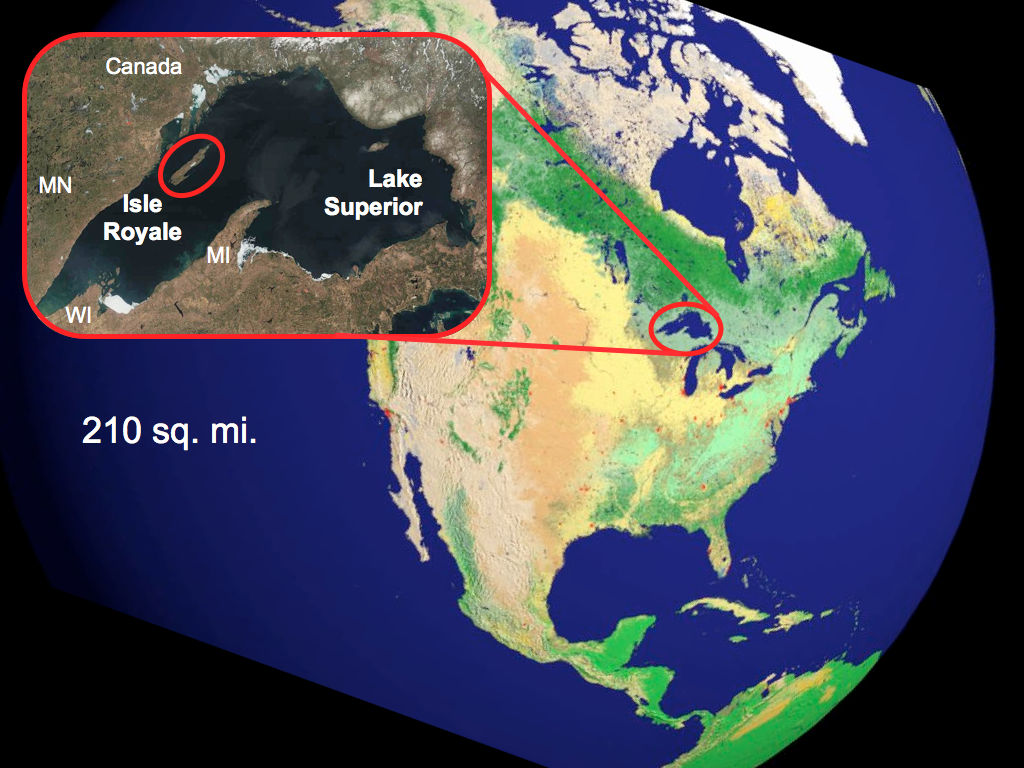 Canada
MN
Isle
Royale
Lake
Superior
MI
WI
210 sq. mi.